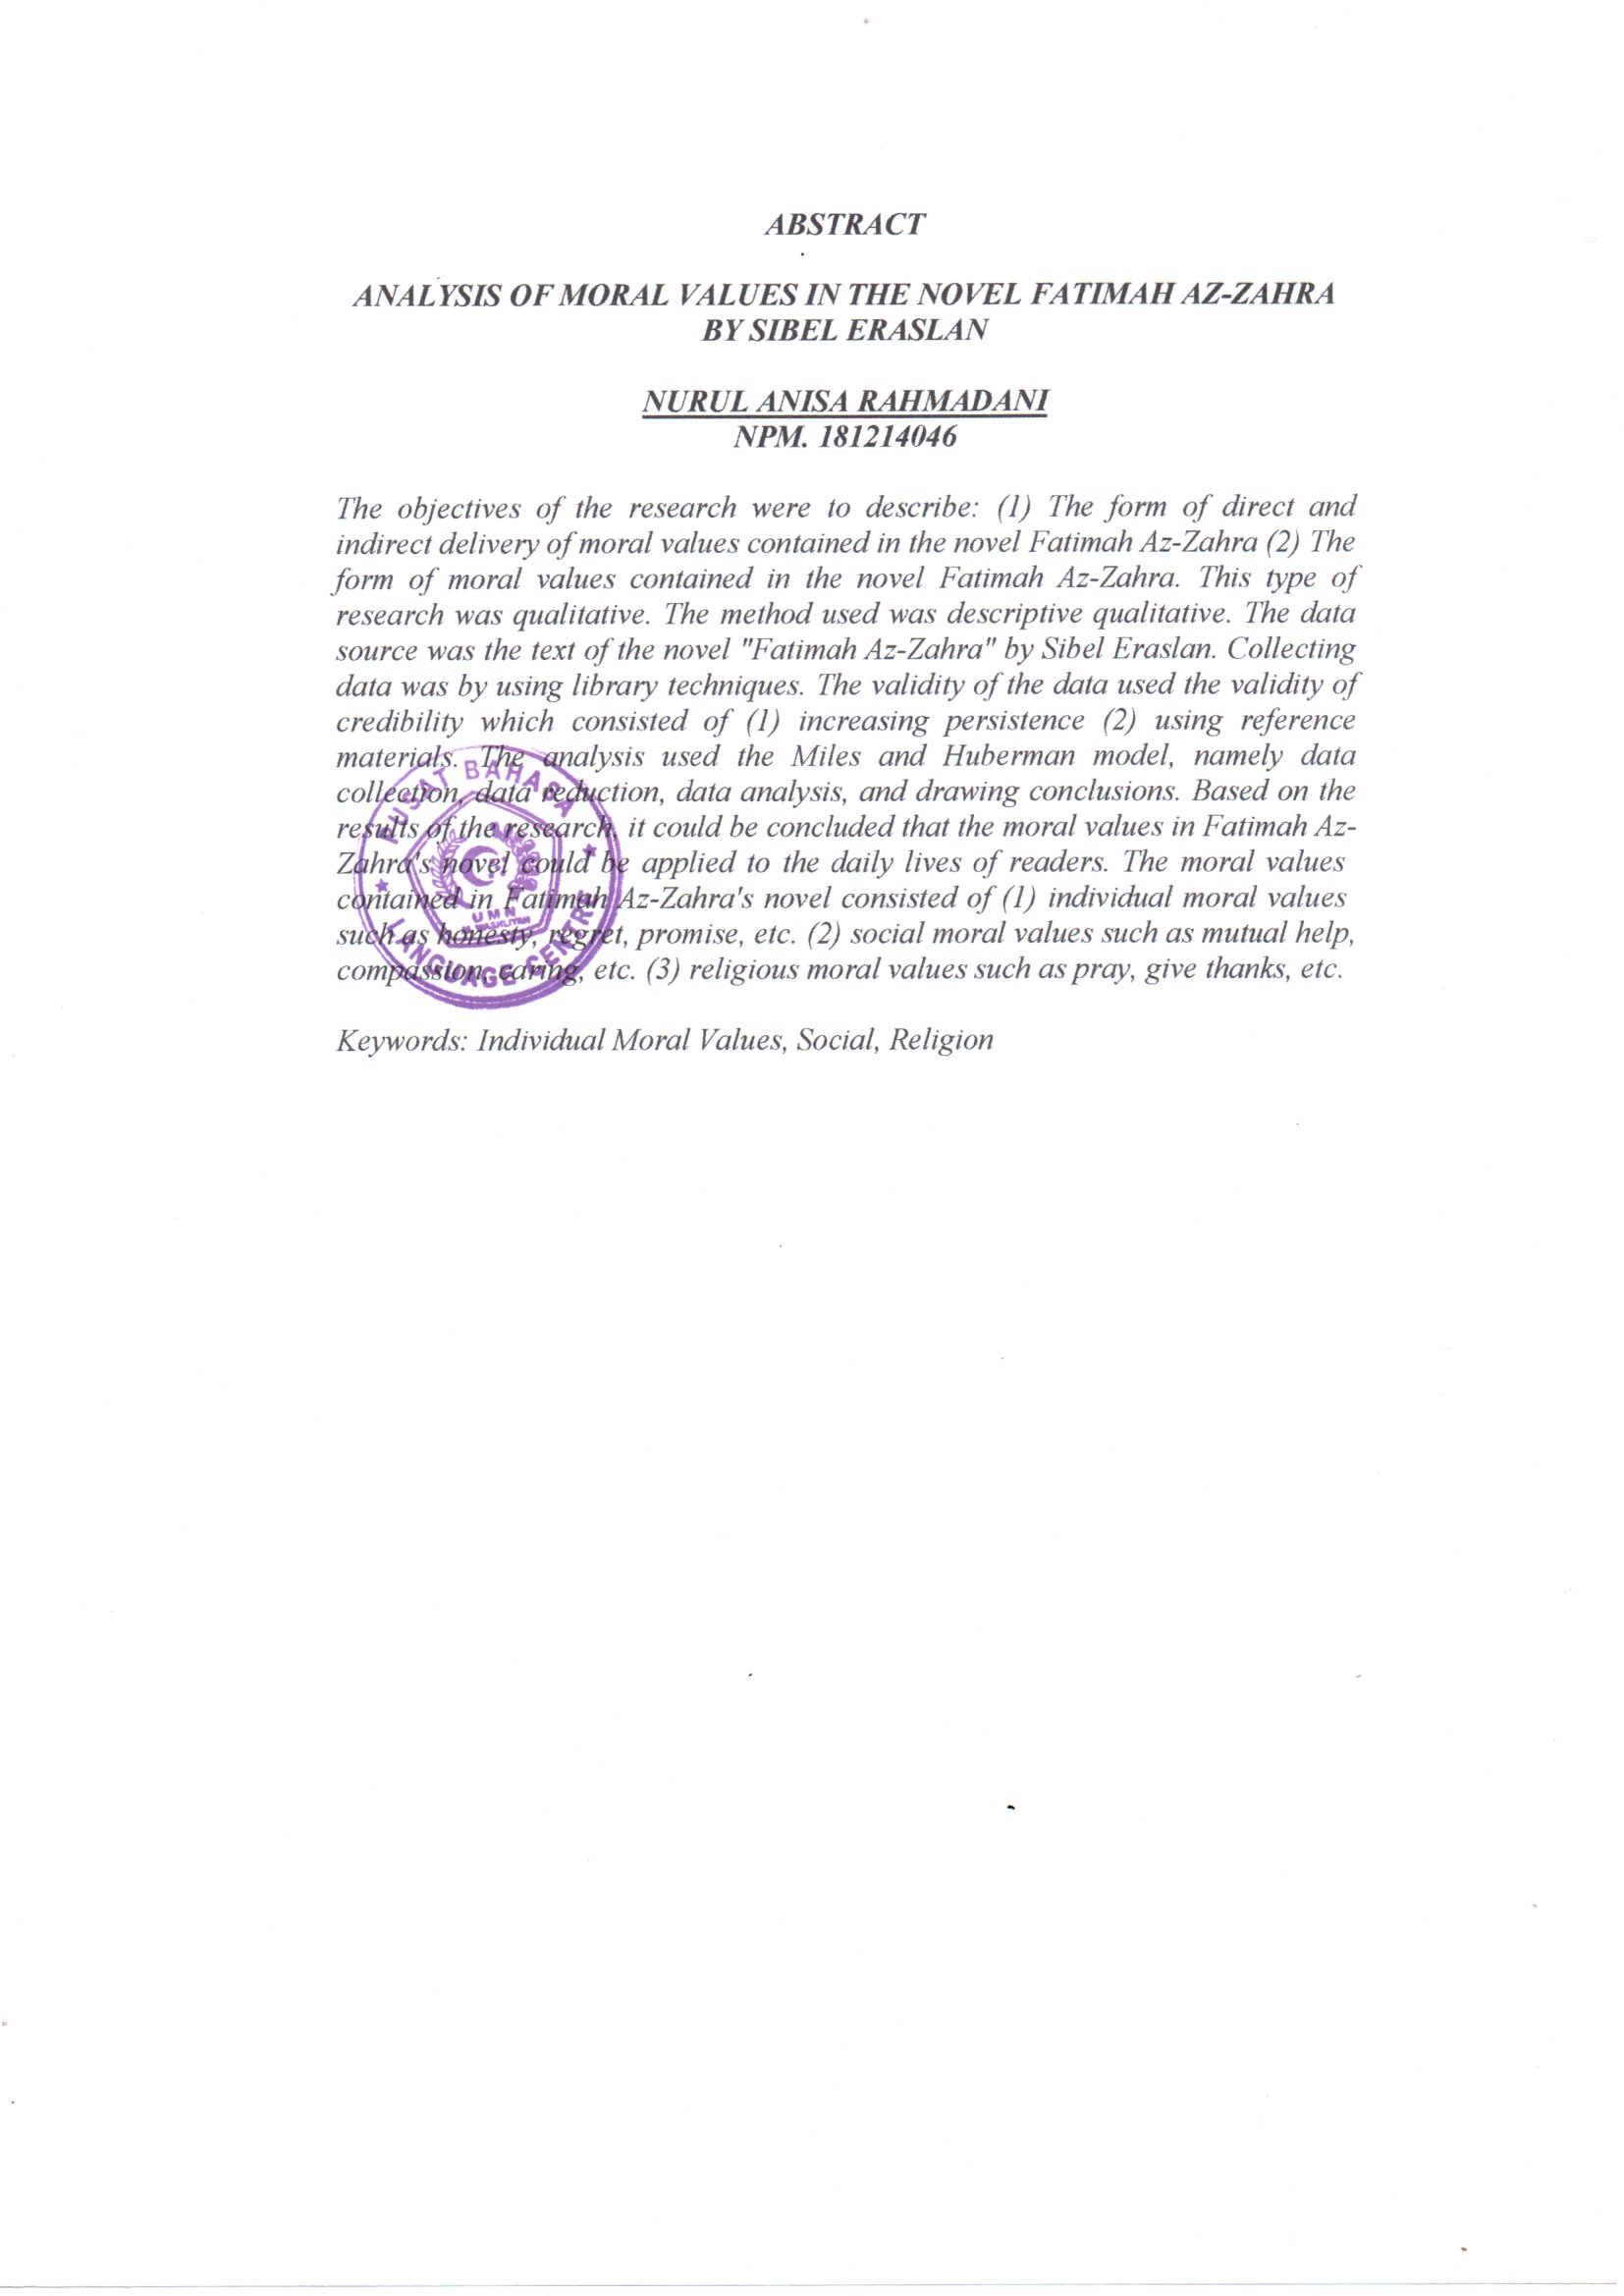 ABSTRACT
ANALYSIS OF MORAL VALUES IN THE NOVEL FATIMAH AZ-ZAHRA
BY SIBEL ERASLAN
NURUL ANISA RAHMADANI
NPM. 181214046
The objectives of the research were to describe: (1) The form of direct and
indirect delivery of moral values contained in the novel Fatimah Az-Zahra (2) The
form of moral values contained in the novel Fatimah Az-Zahra. This type of
research was qualitative. The method used was descriptive qualitative. The data
source was the text of the novel "Fatimah Az-Zahra" by Sibel Eraslan. Collecting
data was by using library techniques. The validity of the data used the validity of
credibility which consisted of (1) increasing persistence (2) using reference
materials. The analysis used the Miles and Huberman model, namely data
collection, data reduction, data analysis, and drawing conclusions. Based on the
results of the research, it could be concluded that the moral values in Fatimah Az-
Zahra's novel could be applied to the daily lives of readers. The moral values
contained in Fatimah Az-Zahra's novel consisted of (1) individual moral values
such as honesty, regret, promise, etc. (2) social moral values such as mutual help,
compassion, caring, etc. (3) religious moral values such as pray, give thanks, etc.
Keywords: Individual Moral Values, Social, Religion
PUSAT BAHASA
UMN
AL WASHLIYAH
LANGUAGE CENTRE